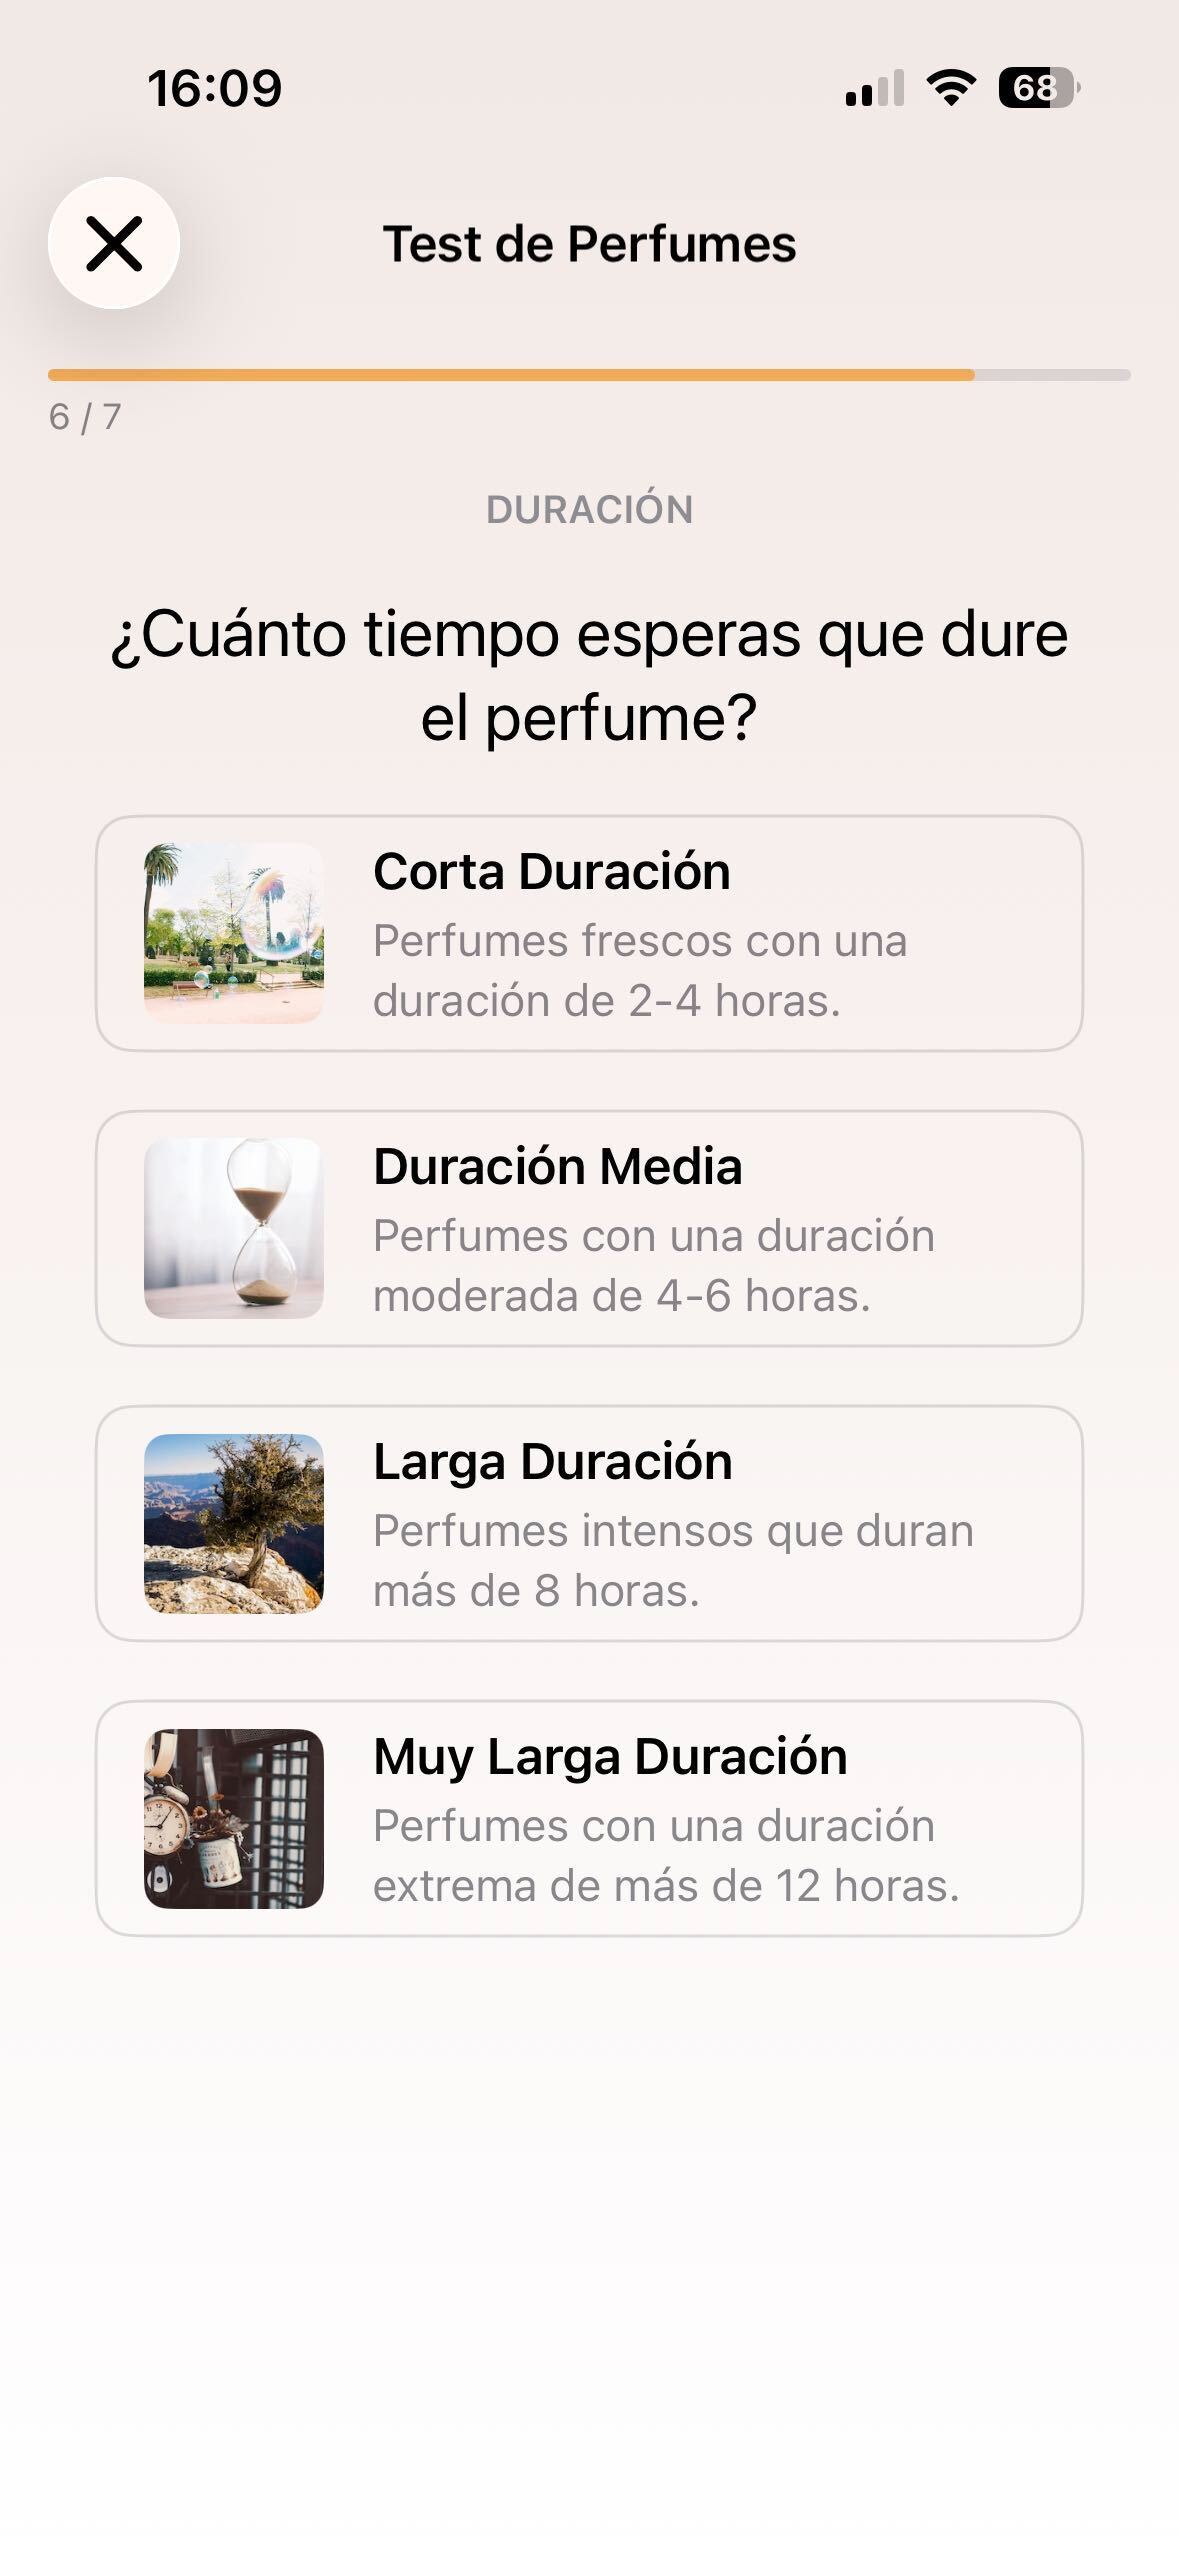 16:09
68
Test de Perfumes
6 / 7
DURACIÓN
¿Cuánto tiempo esperas que dure
el perfume?
Corta Duración
Perfumes frescos con una
duración de 2-4 horas.
Duración Media
Perfumes con una duración
moderada de 4-6 horas.
Larga Duración
Perfumes intensos que duran
más de 8 horas.
Muy Larga Duración
Perfumes con una duración
extrema de más de 12 horas.